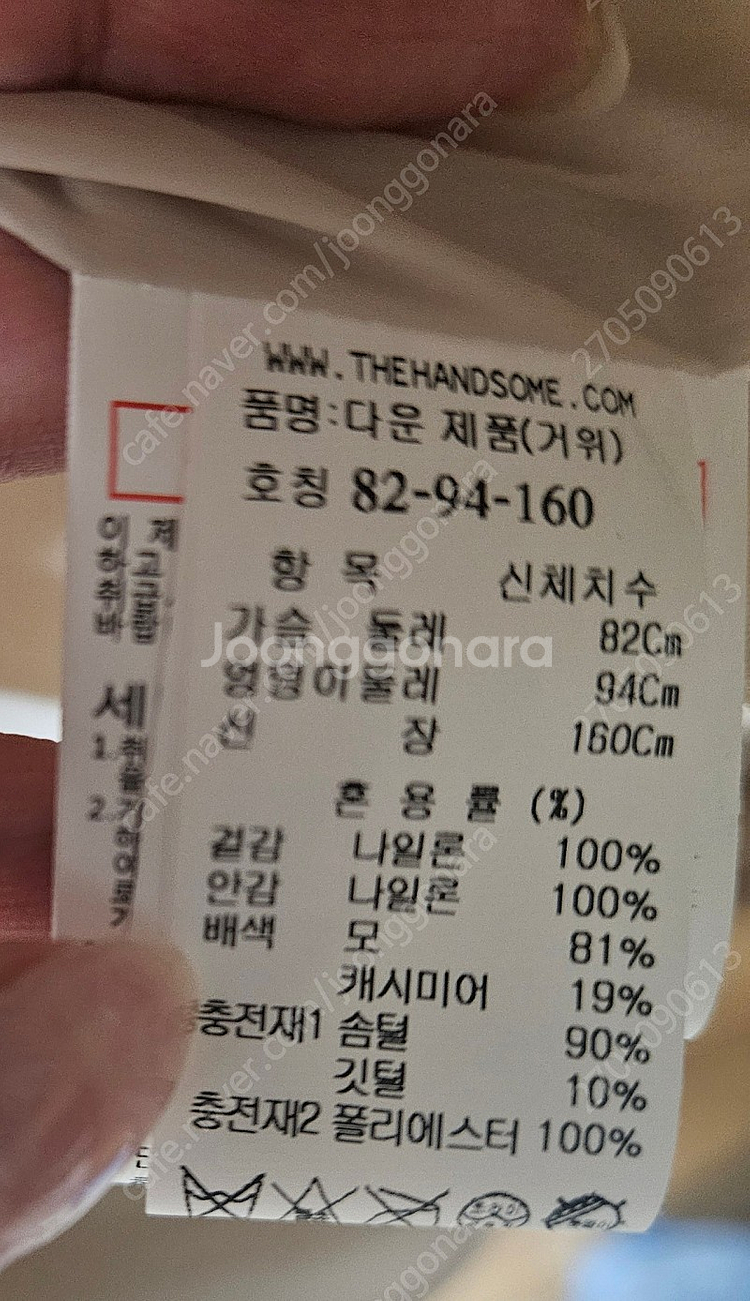 WWW.THEHANDSOME.COM
품명:다운 제품(거위)
호칭 82-94-160
항 목 신체치수
가슴 둘레 82Cm
엉덩이둘레 94Cm
신 장 160Cm
혼 용 률 (%)
겉감 나일론 100%
안감 나일론 100%
배색 모 81%
캐시미어 19%
충전재1 솜털 90%
깃털 10%
충전재2 폴리에스터 100%
세
1.
2.
Joonggonara
cafe.naver.com/joonggonara
2705090613